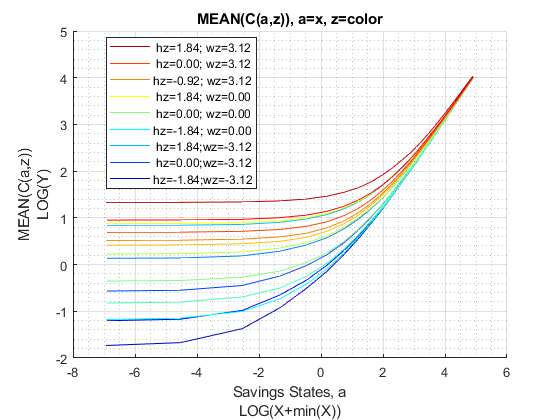 MEAN(C(a,z)), a=x, z=color
5
4
3
2
1
0
-1
-2
MEAN(C(a,z))
LOG(Y)
hz=1.84; wz=3.12
hz=0.00; wz=3.12
hz=-0.92; wz=3.12
hz=1.84; wz=0.00
hz=0.00; wz=0.00
hz=-1.84; wz=0.00
hz=1.84; wz=-3.12
hz=0.00;wz=-3.12
hz=-1.84;wz=-3.12
-8 -6 -4 -2 0 2 4 6
Savings States, a
LOG(X+min(X))